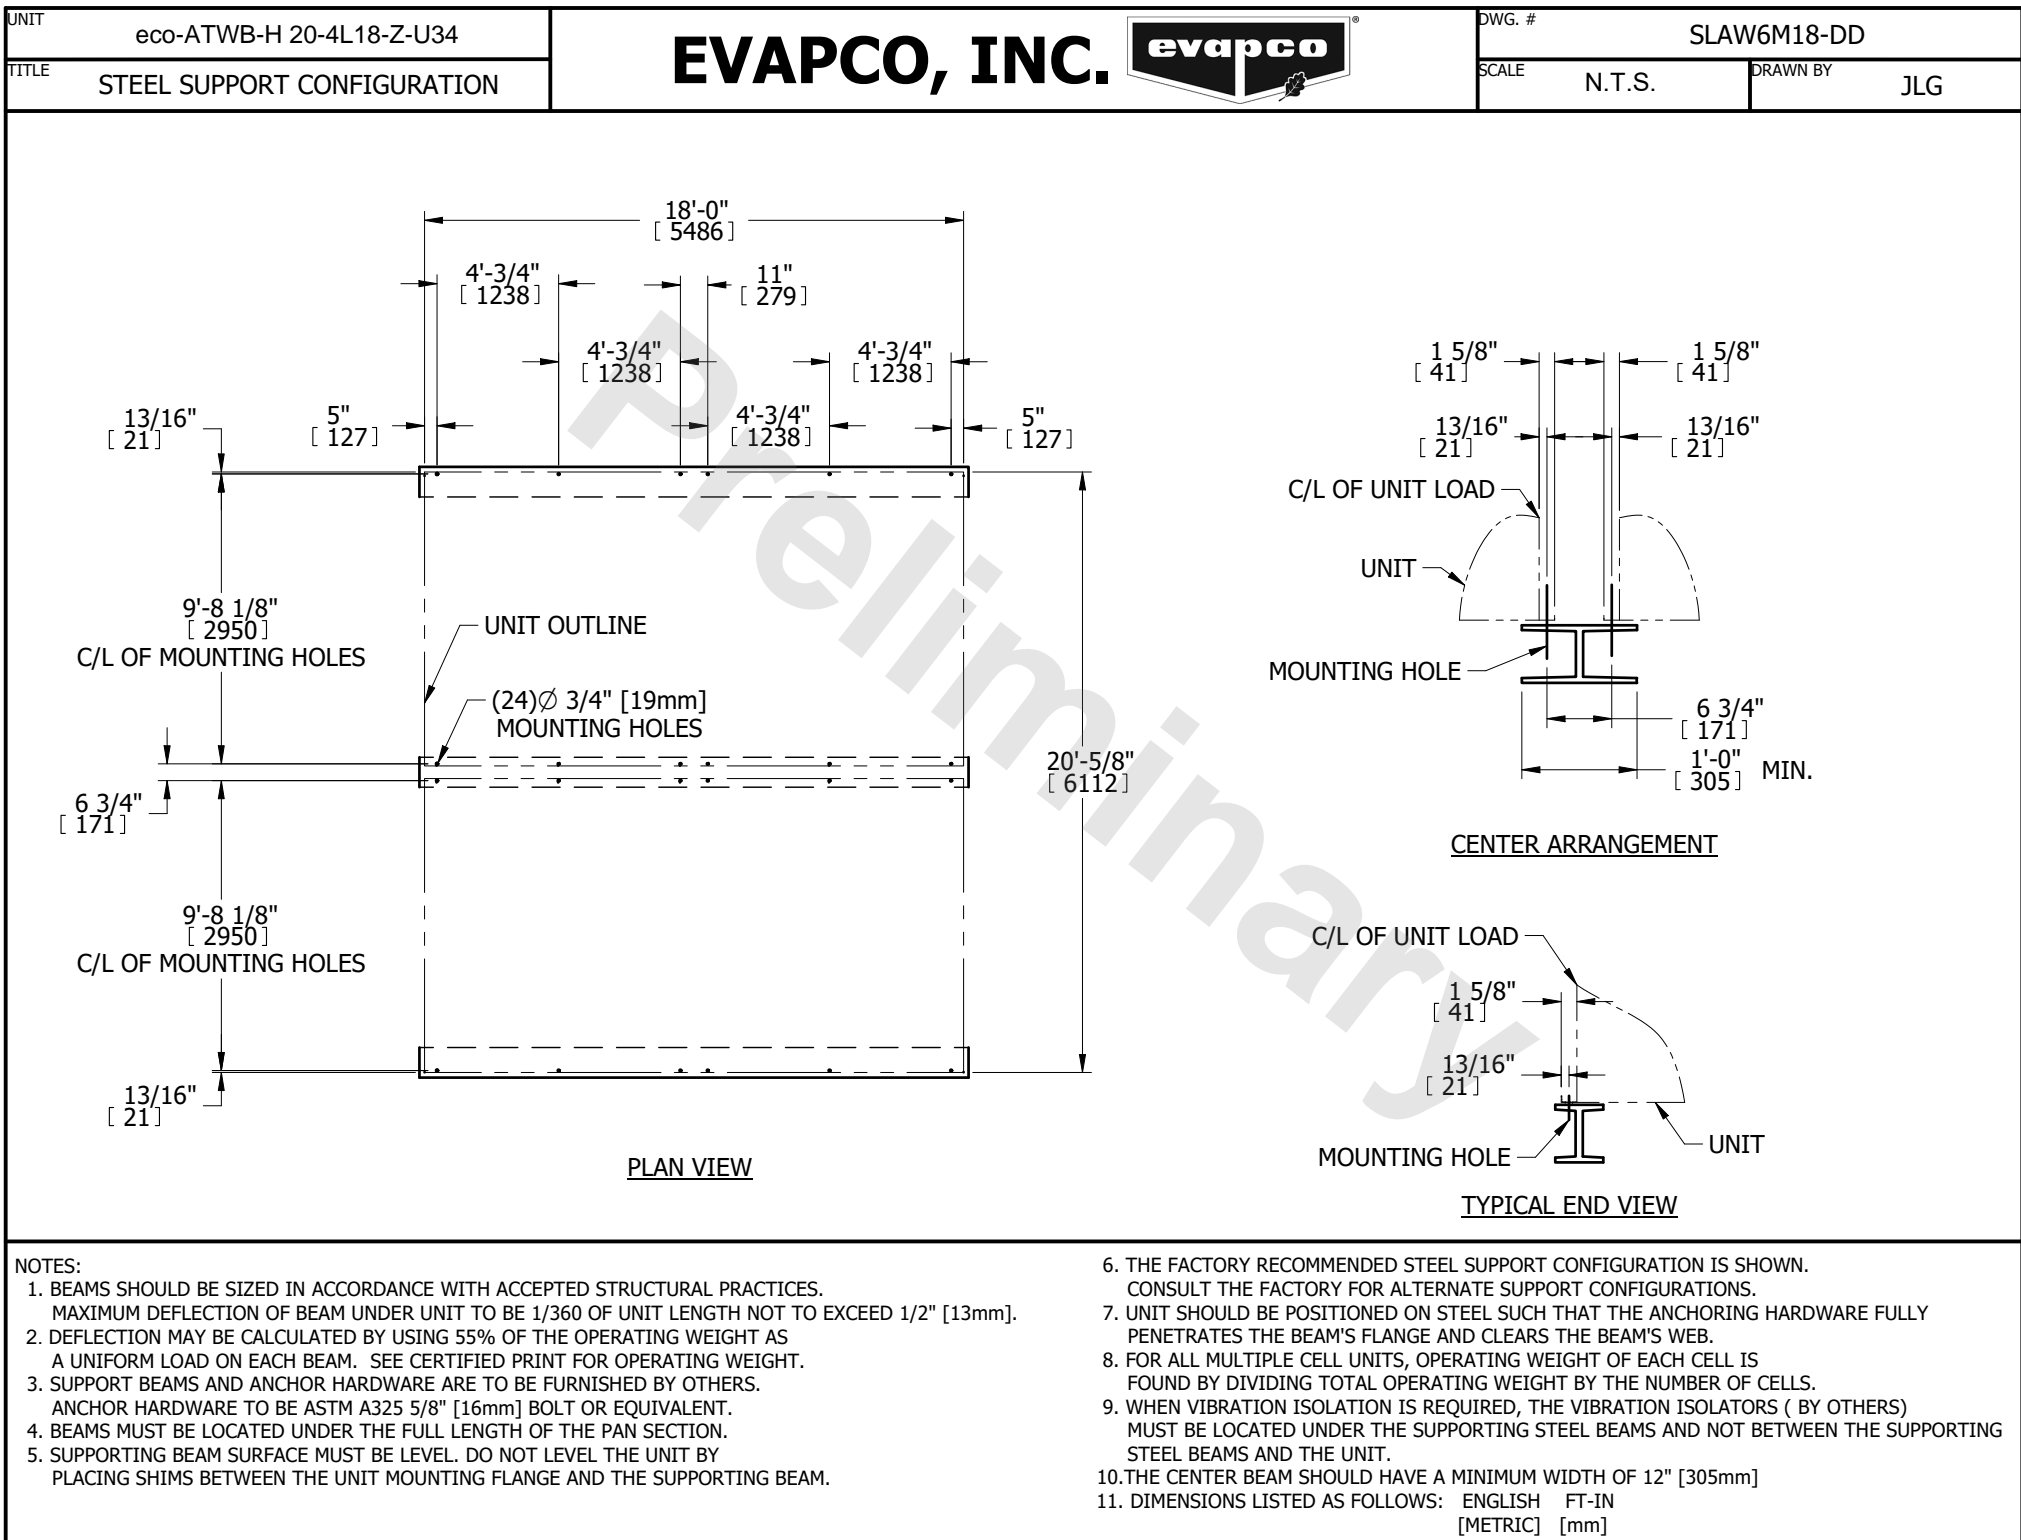 UNIT
eco-ATWB-H 20-4L18-Z-U34
TITLE
STEEL SUPPORT CONFIGURATION
EVAPCO, INC.
evapco
®
DWG. #
SLAW6M18-DD
SCALE
N.T.S.
DRAWN BY
JLG
18'-0"
[ 5486 ]
4'-3/4"
[ 1238 ]
11"
[ 279 ]
4'-3/4"
[ 1238 ]
4'-3/4"
[ 1238 ]
13/16"
[ 21 ]
5"
[ 127 ]
4'-3/4"
[ 1238 ]
5"
[ 127 ]
9'-8 1/8"
[ 2950 ]
C/L OF MOUNTING HOLES
UNIT OUTLINE
(24)∅ 3/4" [19mm]
MOUNTING HOLES
6 3/4"
[ 171 ]
20'-5/8"
[ 6112 ]
9'-8 1/8"
[ 2950 ]
C/L OF MOUNTING HOLES
13/16"
[ 21 ]
PLAN VIEW
Preliminary
1 5/8"
[ 41 ]
1 5/8"
[ 41 ]
13/16"
[ 21 ]
13/16"
[ 21 ]
C/L OF UNIT LOAD
UNIT
MOUNTING HOLE
6 3/4"
[ 171 ]
1'-0"
[ 305 ] MIN.
CENTER ARRANGEMENT
C/L OF UNIT LOAD
1 5/8"
[ 41 ]
13/16"
[ 21 ]
MOUNTING HOLE
UNIT
TYPICAL END VIEW
NOTES:
1. BEAMS SHOULD BE SIZED IN ACCORDANCE WITH ACCEPTED STRUCTURAL PRACTICES.
MAXIMUM DEFLECTION OF BEAM UNDER UNIT TO BE 1/360 OF UNIT LENGTH NOT TO EXCEED 1/2" [13mm].
2. DEFLECTION MAY BE CALCULATED BY USING 55% OF THE OPERATING WEIGHT AS
A UNIFORM LOAD ON EACH BEAM. SEE CERTIFIED PRINT FOR OPERATING WEIGHT.
3. SUPPORT BEAMS AND ANCHOR HARDWARE ARE TO BE FURNISHED BY OTHERS.
ANCHOR HARDWARE TO BE ASTM A325 5/8" [16mm] BOLT OR EQUIVALENT.
4. BEAMS MUST BE LOCATED UNDER THE FULL LENGTH OF THE PAN SECTION.
5. SUPPORTING BEAM SURFACE MUST BE LEVEL. DO NOT LEVEL THE UNIT BY
PLACING SHIMS BETWEEN THE UNIT MOUNTING FLANGE AND THE SUPPORTING BEAM.
6. THE FACTORY RECOMMENDED STEEL SUPPORT CONFIGURATION IS SHOWN.
CONSULT THE FACTORY FOR ALTERNATE SUPPORT CONFIGURATIONS.
7. UNIT SHOULD BE POSITIONED ON STEEL SUCH THAT THE ANCHORING HARDWARE FULLY
PENETRATES THE BEAM'S FLANGE AND CLEARS THE BEAM'S WEB.
8. FOR ALL MULTIPLE CELL UNITS, OPERATING WEIGHT OF EACH CELL IS
FOUND BY DIVIDING TOTAL OPERATING WEIGHT BY THE NUMBER OF CELLS.
9. WHEN VIBRATION ISOLATION IS REQUIRED, THE VIBRATION ISOLATORS ( BY OTHERS)
MUST BE LOCATED UNDER THE SUPPORTING STEEL BEAMS AND NOT BETWEEN THE SUPPORTING
STEEL BEAMS AND THE UNIT.
10.THE CENTER BEAM SHOULD HAVE A MINIMUM WIDTH OF 12" [305mm]
11. DIMENSIONS LISTED AS FOLLOWS: ENGLISH FT-IN
[METRIC] [mm]